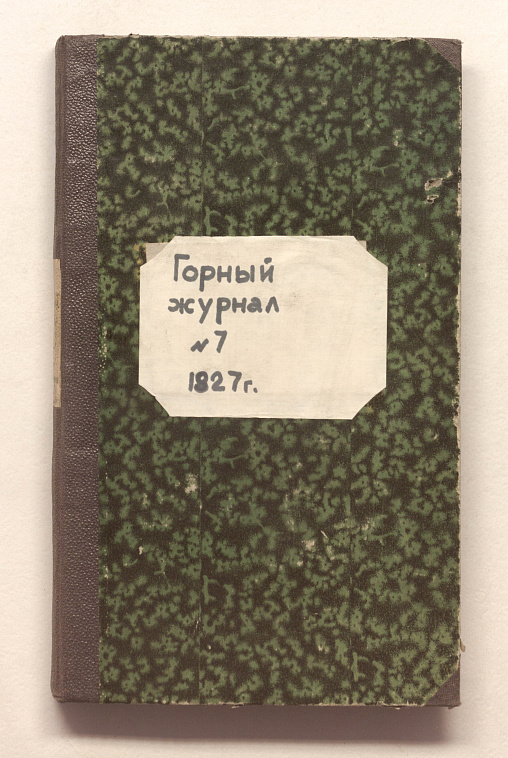 Горный
журнал
№7
1827г.